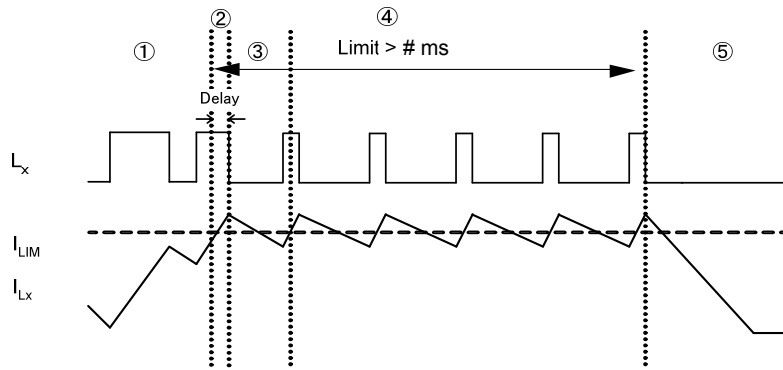 ② ④
① ③ Limit > # ms ⑤
Delay
Lx
ILIM
ILx